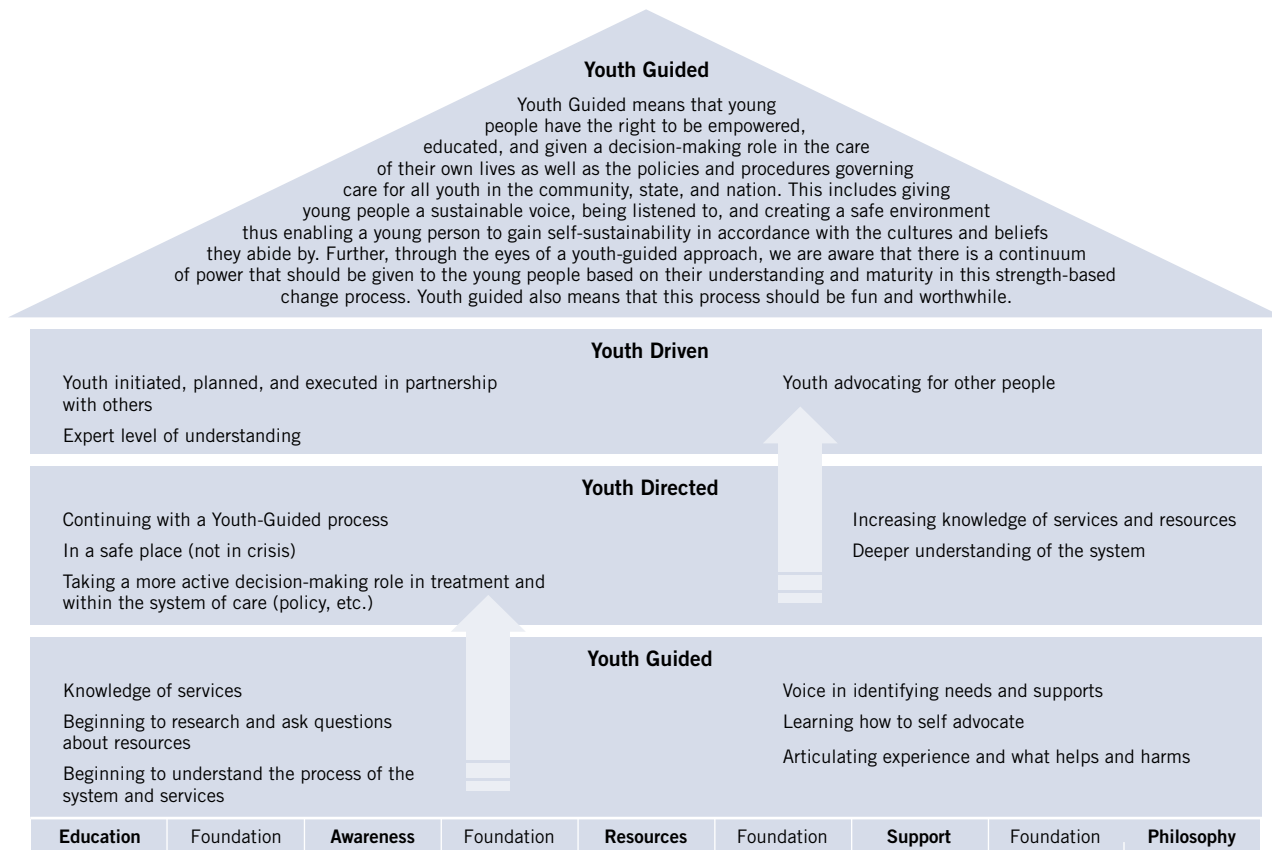 Youth Guided
Youth Guided means that young
people have the right to be empowered,
educated, and given a decision-making role in the care
of their own lives as well as the policies and procedures governing
care for all youth in the community, state, and nation. This includes giving
young people a sustainable voice, being listened to, and creating a safe environment
thus enabling a young person to gain self-sustainability in accordance with the cultures and beliefs
they abide by. Further, through the eyes of a youth-guided approach, we are aware that there is a continuum
of power that should be given to the young people based on their understanding and maturity in this strength-based
change process. Youth guided also means that this process should be fun and worthwhile.
Youth Driven
Youth initiated, planned, and executed in partnership
with others
Expert level of understanding
Youth advocating for other people
Youth Directed
Continuing with a Youth-Guided process
In a safe place (not in crisis)
Taking a more active decision-making role in treatment and
within the system of care (policy, etc.)
Increasing knowledge of services and resources
Deeper understanding of the system
Youth Guided
Knowledge of services
Beginning to research and ask questions
about resources
Beginning to understand the process of the
system and services
Voice in identifying needs and supports
Learning how to self advocate
Articulating experience and what helps and harms
Education Foundation Awareness Foundation Resources Foundation Support Foundation Philosophy